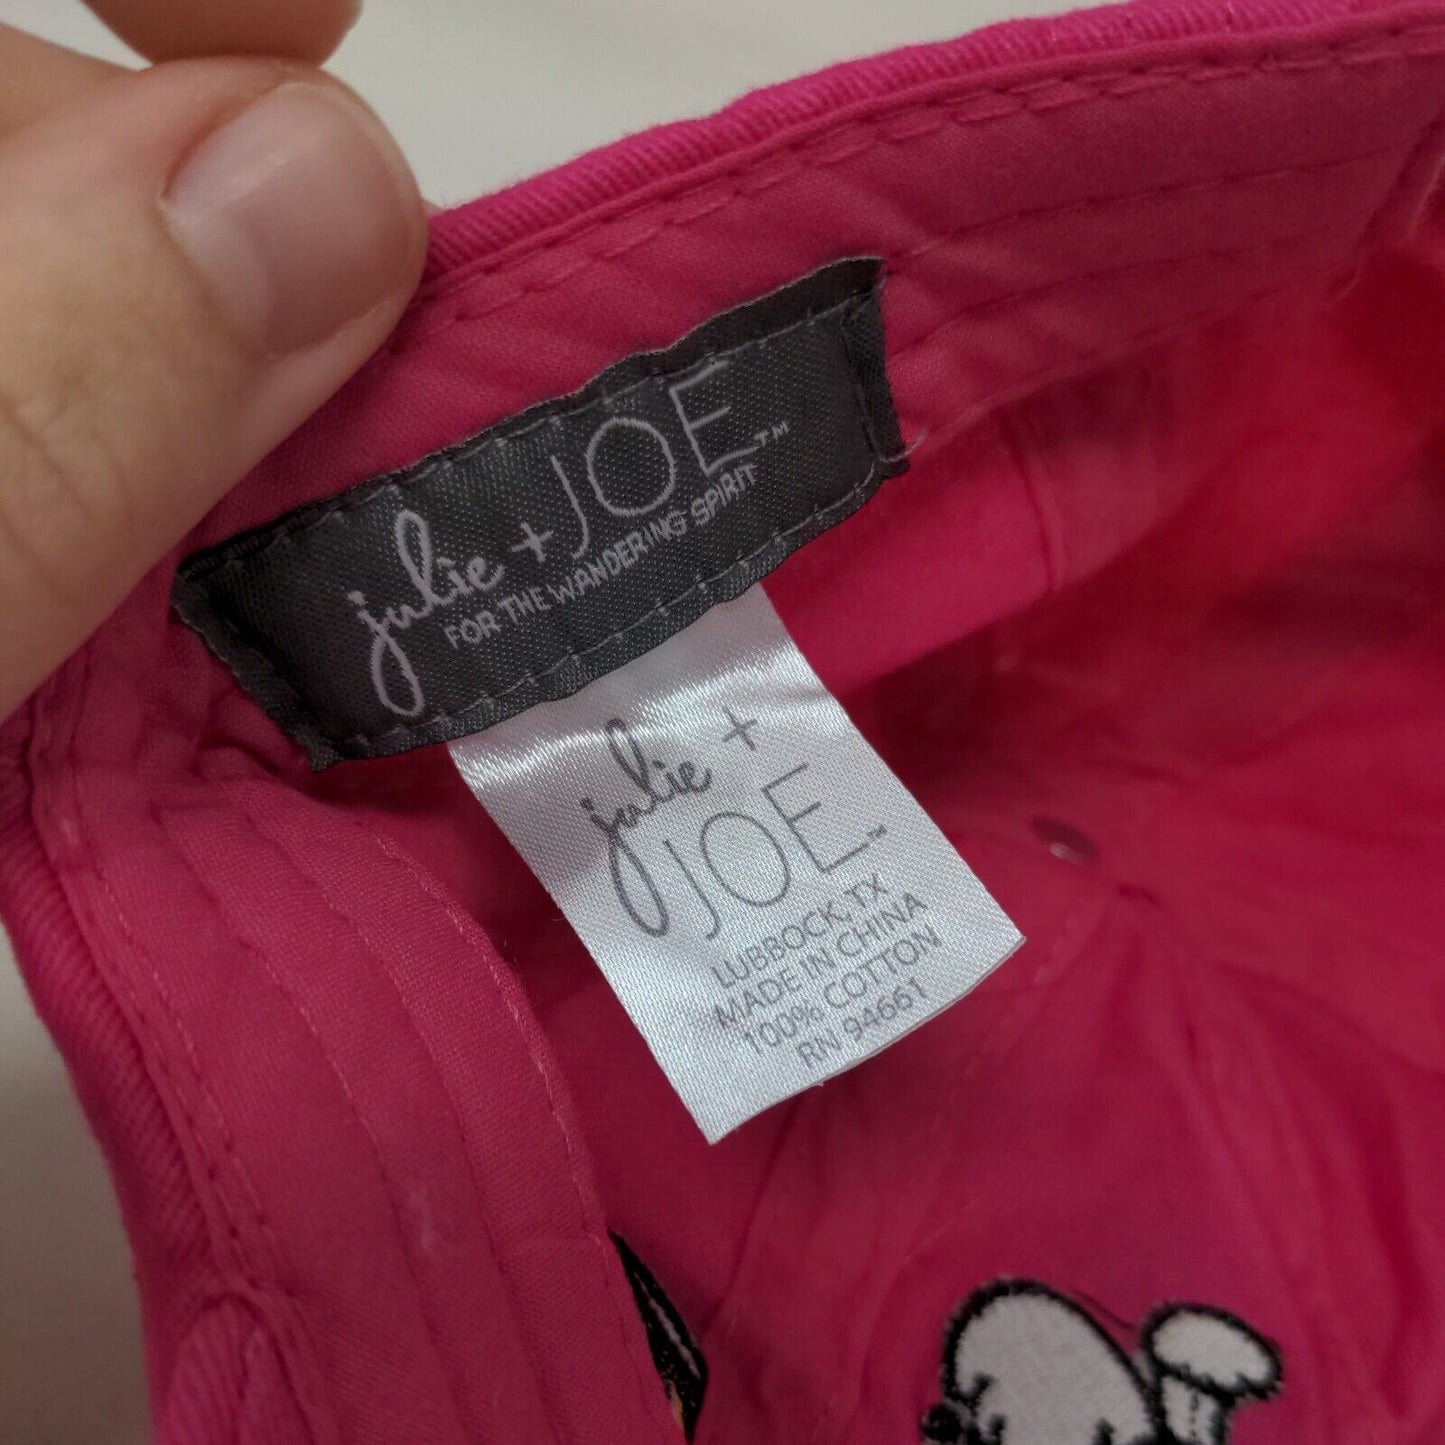 julie + JOE™
FOR THE WANDERING SPIRIT
julie +
JOE™
LUBBOCK, TX
MADE IN CHINA
100% COTTON
RN 94661